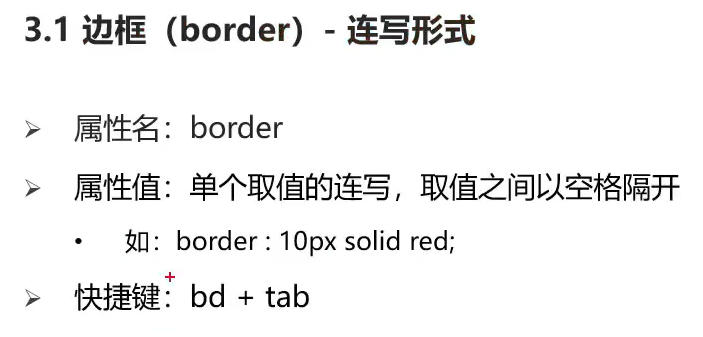 3.1 边框（border）- 连写形式
➢ 属性名：border
➢ 属性值：单个取值的连写，取值之间以空格隔开
• 如：border : 10px solid red;
➢ 快捷键：bd + tab